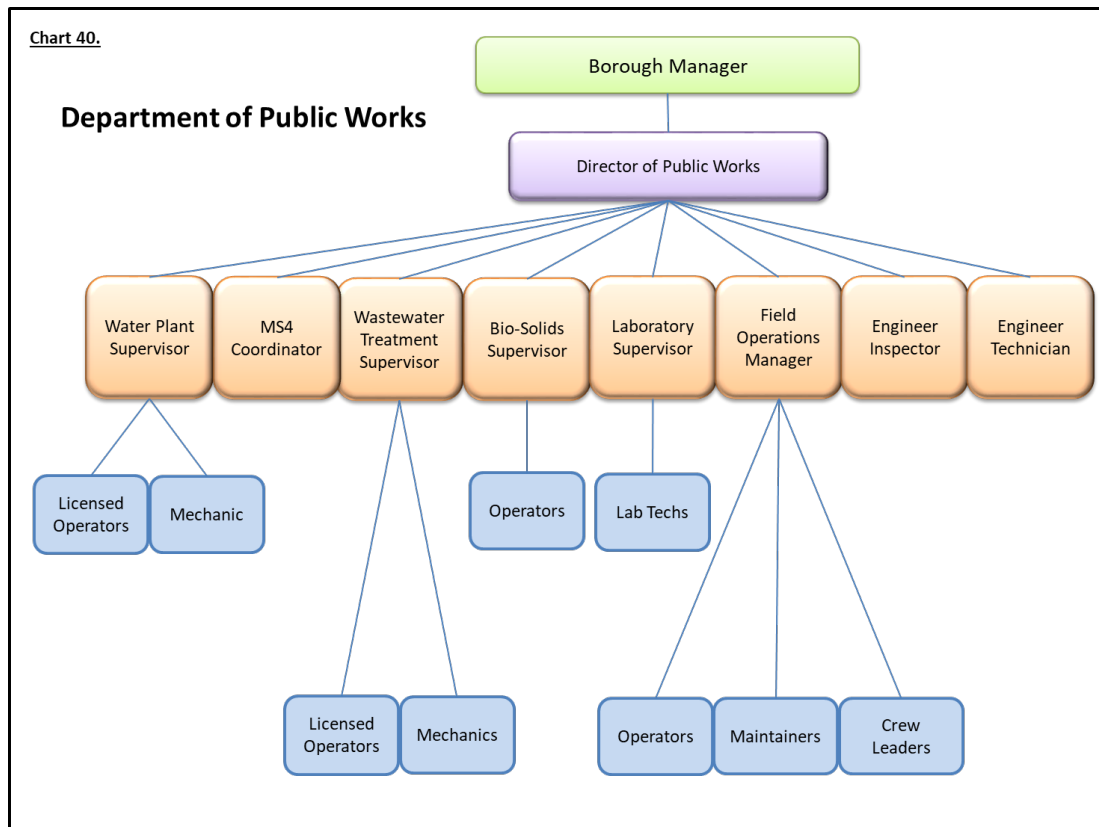 Chart 40.
Department of Public Works
Borough Manager
Director of Public Works
Water Plant
Supervisor
MS4
Coordinator
Wastewater
Treatment
Supervisor
Bio-Solids
Supervisor
Laboratory
Supervisor
Field
Operations
Manager
Engineer
Inspector
Engineer
Technician
Licensed
Operators
Mechanic
Operators
Lab Techs
Licensed
Operators
Mechanics
Operators
Maintainers
Crew
Leaders